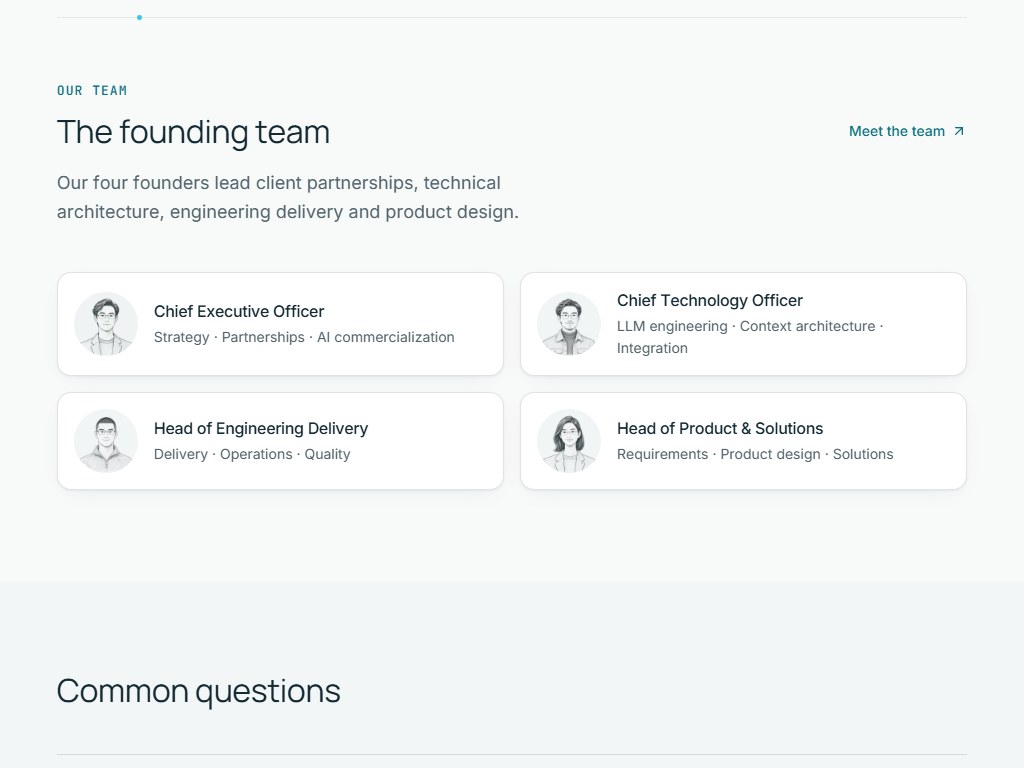 OUR TEAM
The founding team
Meet the team
Our four founders lead client partnerships, technical
architecture, engineering delivery and product design.
Chief Executive Officer
Strategy · Partnerships · AI commercialization
Chief Technology Officer
LLM engineering · Context architecture ·
Integration
Head of Engineering Delivery
Delivery · Operations · Quality
Head of Product & Solutions
Requirements · Product design · Solutions
Common questions